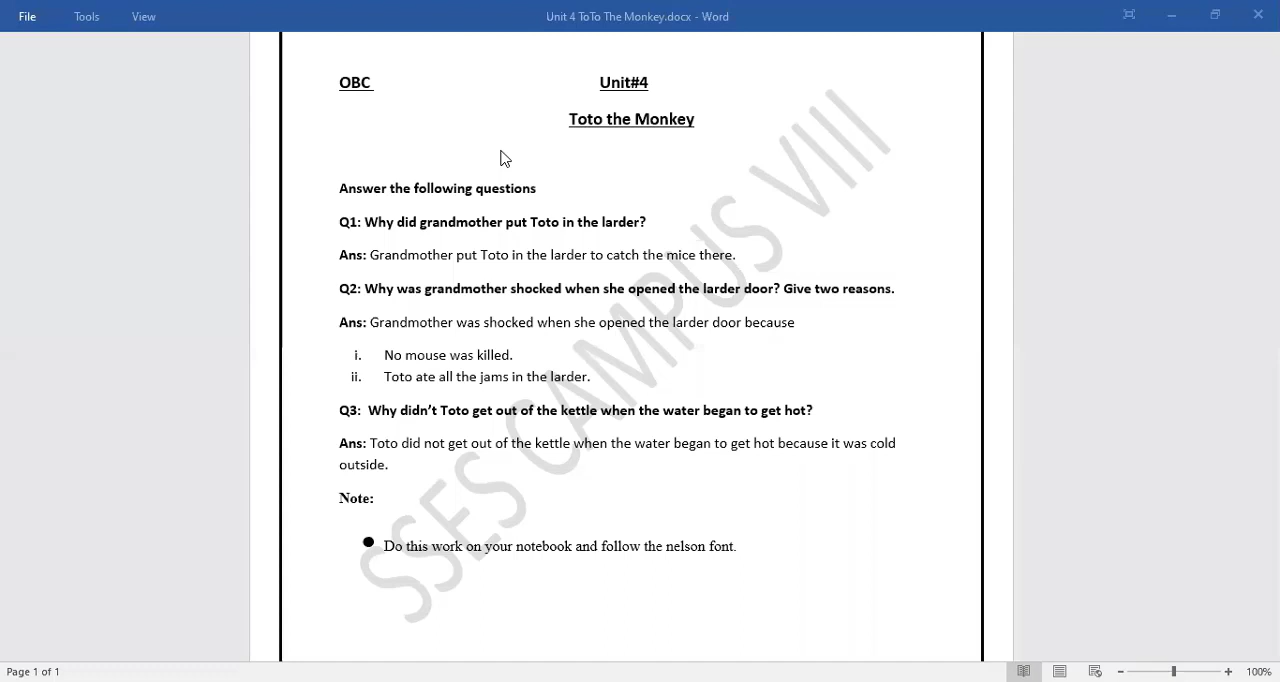 File Tools View Unit 4 ToTo The Monkey.docx - Word
OBC Unit#4
Toto the Monkey
Answer the following questions
Q1: Why did grandmother put Toto in the larder?
Ans: Grandmother put Toto in the larder to catch the mice there.
Q2: Why was grandmother shocked when she opened the larder door? Give two reasons.
Ans: Grandmother was shocked when she opened the larder door because
i. No mouse was killed.
ii. Toto ate all the jams in the larder.
Q3: Why didn’t Toto get out of the kettle when the water began to get hot?
Ans: Toto did not get out of the kettle when the water began to get hot because it was cold
outside.
Note:
● Do this work on your notebook and follow the nelson font.
SSES CAMPUS VIIII
Page 1 of 1 100%